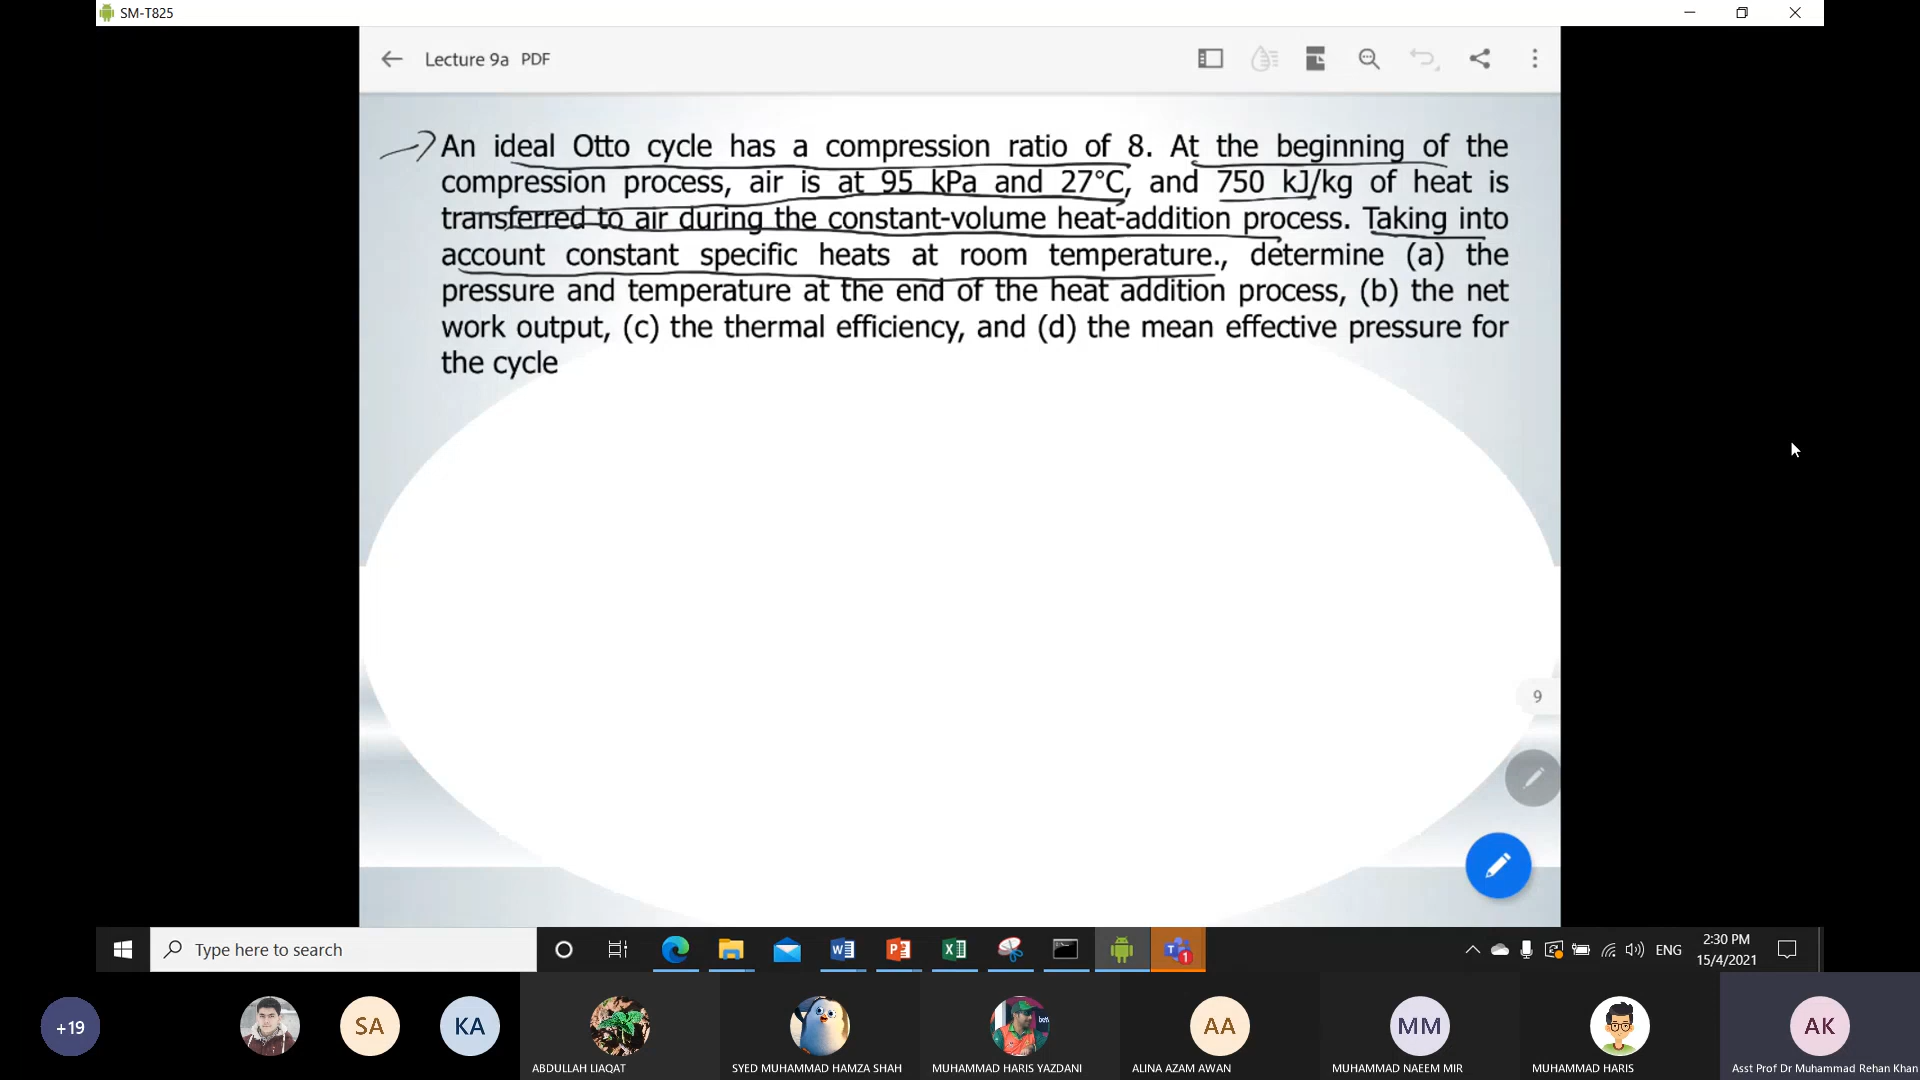 SM-T825
Lecture 9a PDF
An ideal Otto cycle has a compression ratio of 8. At the beginning of the
compression process, air is at 95 kPa and 27°C, and 750 kJ/kg of heat is
transferred to air during the constant-volume heat-addition process. Taking into
account constant specific heats at room temperature., determine (a) the
pressure and temperature at the end of the heat addition process, (b) the net
work output, (c) the thermal efficiency, and (d) the mean effective pressure for
the cycle
9
Type here to search
1
ENG
2:30 PM
15/4/2021
+19
SA
KA
AA
MM
AK
ABDULLAH LIAQAT
SYED MUHAMMAD HAMZA SHAH
MUHAMMAD HARIS YAZDANI
ALINA AZAM AWAN
MUHAMMAD NAEEM MIR
MUHAMMAD HARIS
Asst Prof Dr Muhammad Rehan Khan